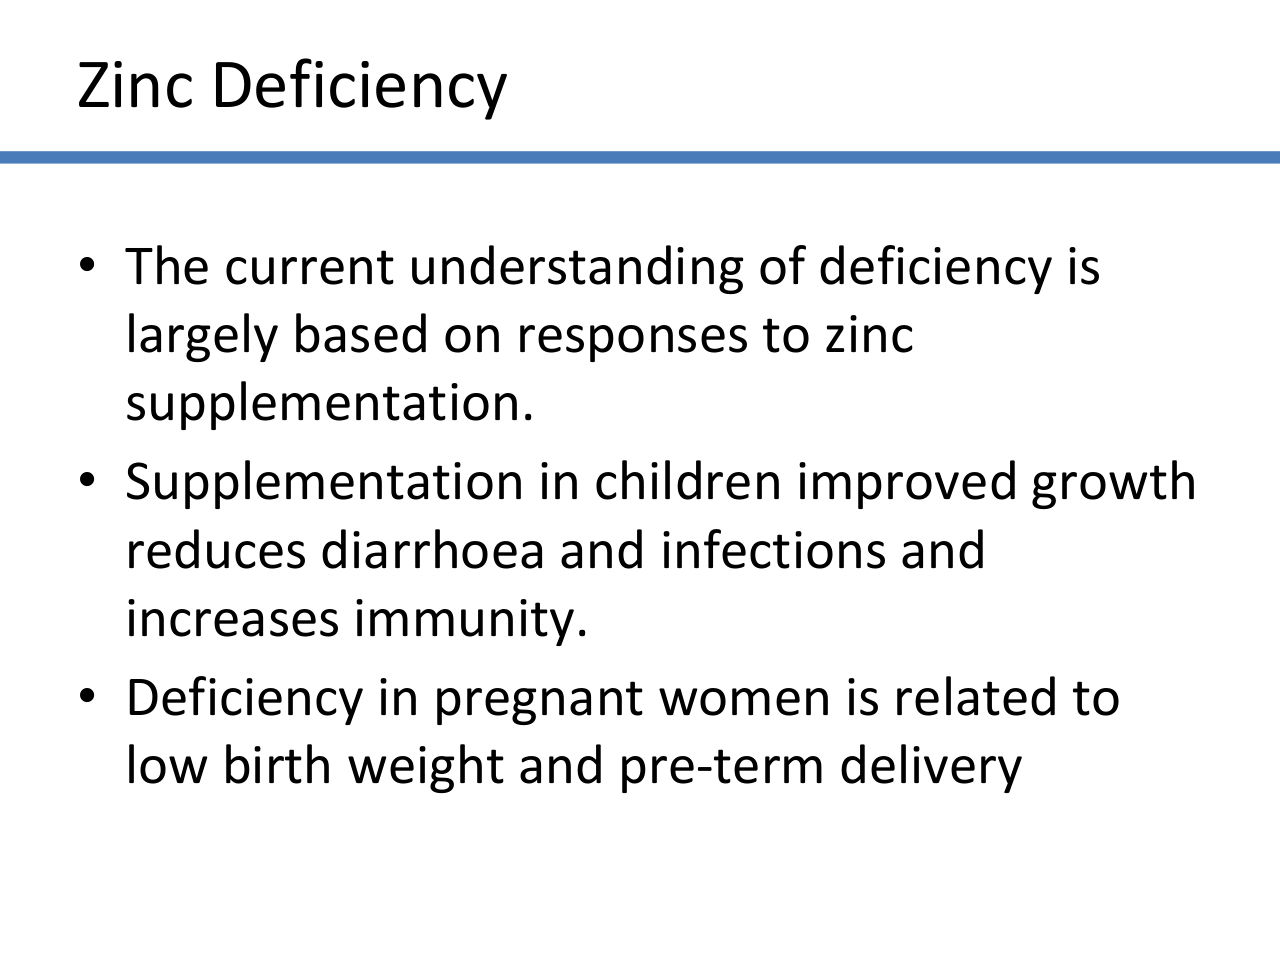 Zinc Deficiency
• The current understanding of deficiency is
largely based on responses to zinc
supplementation.
• Supplementation in children improved growth
reduces diarrhoea and infections and
increases immunity.
• Deficiency in pregnant women is related to
low birth weight and pre-term delivery